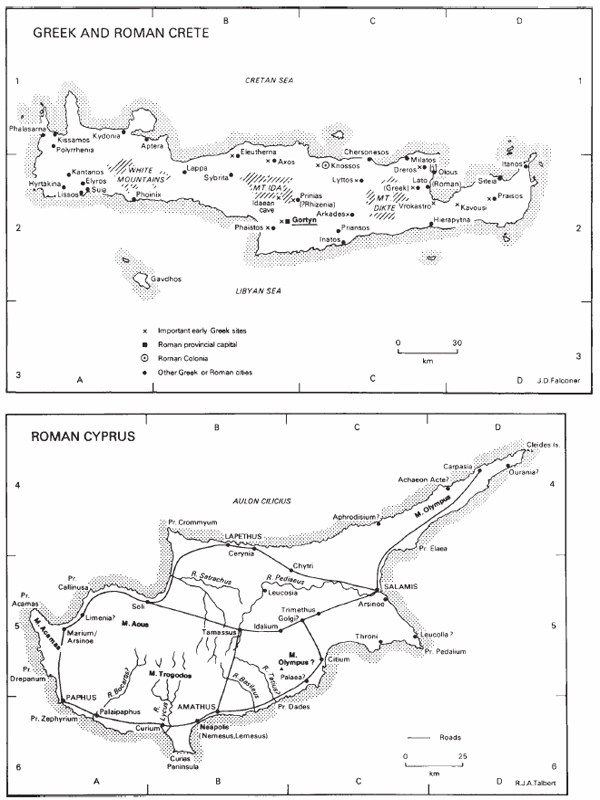 GREEK AND ROMAN CRETE
A
B
C
D
CRETAN SEA
1
1
Phalasarna
Kissamos
Polyrrhenia
Kydonia
Aptera
Kantanos
Elyros
Hyrtakina
Lissos
Suia
WHITE
MOUNTAINS
Phoinix
Lappa
Eleutherna
Axos
Sybrita
MT. IDA
Idaean
cave
Prinias
(?Rhizenia)
Gortyn
Phaistos
Knossos
Chersonesos
Lyttos
Arkades
Priansos
Inatos
Milatos
Dreros
Olous
Lato
(Greek)
(Roman)
MT.
DIKTE
Vrokastro
Kavousi
Hierapytna
Siteia
Praisos
Itanos
2
2
Gavdhos
LIBYAN SEA
× Important early Greek sites
Roman provincial capital
Roman Colonia
Other Greek or Roman cities
0 30
km
3
3
A
B
C
D
J.D.Falconer
ROMAN CYPRUS
A
B
C
D
Cleides Is.
Carpasia
Ourania?
Achaeon Acte?
4
4
AULON CILICIUS
M. Olympus
Aphrodisium?
Pr. Crommyum
LAPETHUS
Cerynia
Pr. Elaea
Chytri
R. Satrachus
R. Pediaeus
SALAMIS
Pr.
Callinusa
Leucosia
Arsinoe
Pr.
Acamas
Soli
Limenia?
Trimethus
Golgi?
M. Acamas
M. Aous
Idalium
Tamassus
5
5
Marium/
Arsinoe
Throni
Leucolla?
Pr. Pedalium
Citium
M.
Olympus?
Pr.
Drepanum
M. Trogodos
Palaea?
R. Bocarus?
R. Lycus
R. Basileus
R. Tetius?
PAPHUS
AMATHUS
Pr. Dades
Palaipaphus
Pr. Zephyrium
Curium
Neapolis
(Nemesus, Lemesus)
Roads
Curias
Peninsula
0 25
km
6
6
A
B
C
D
R.J.A.Talbert